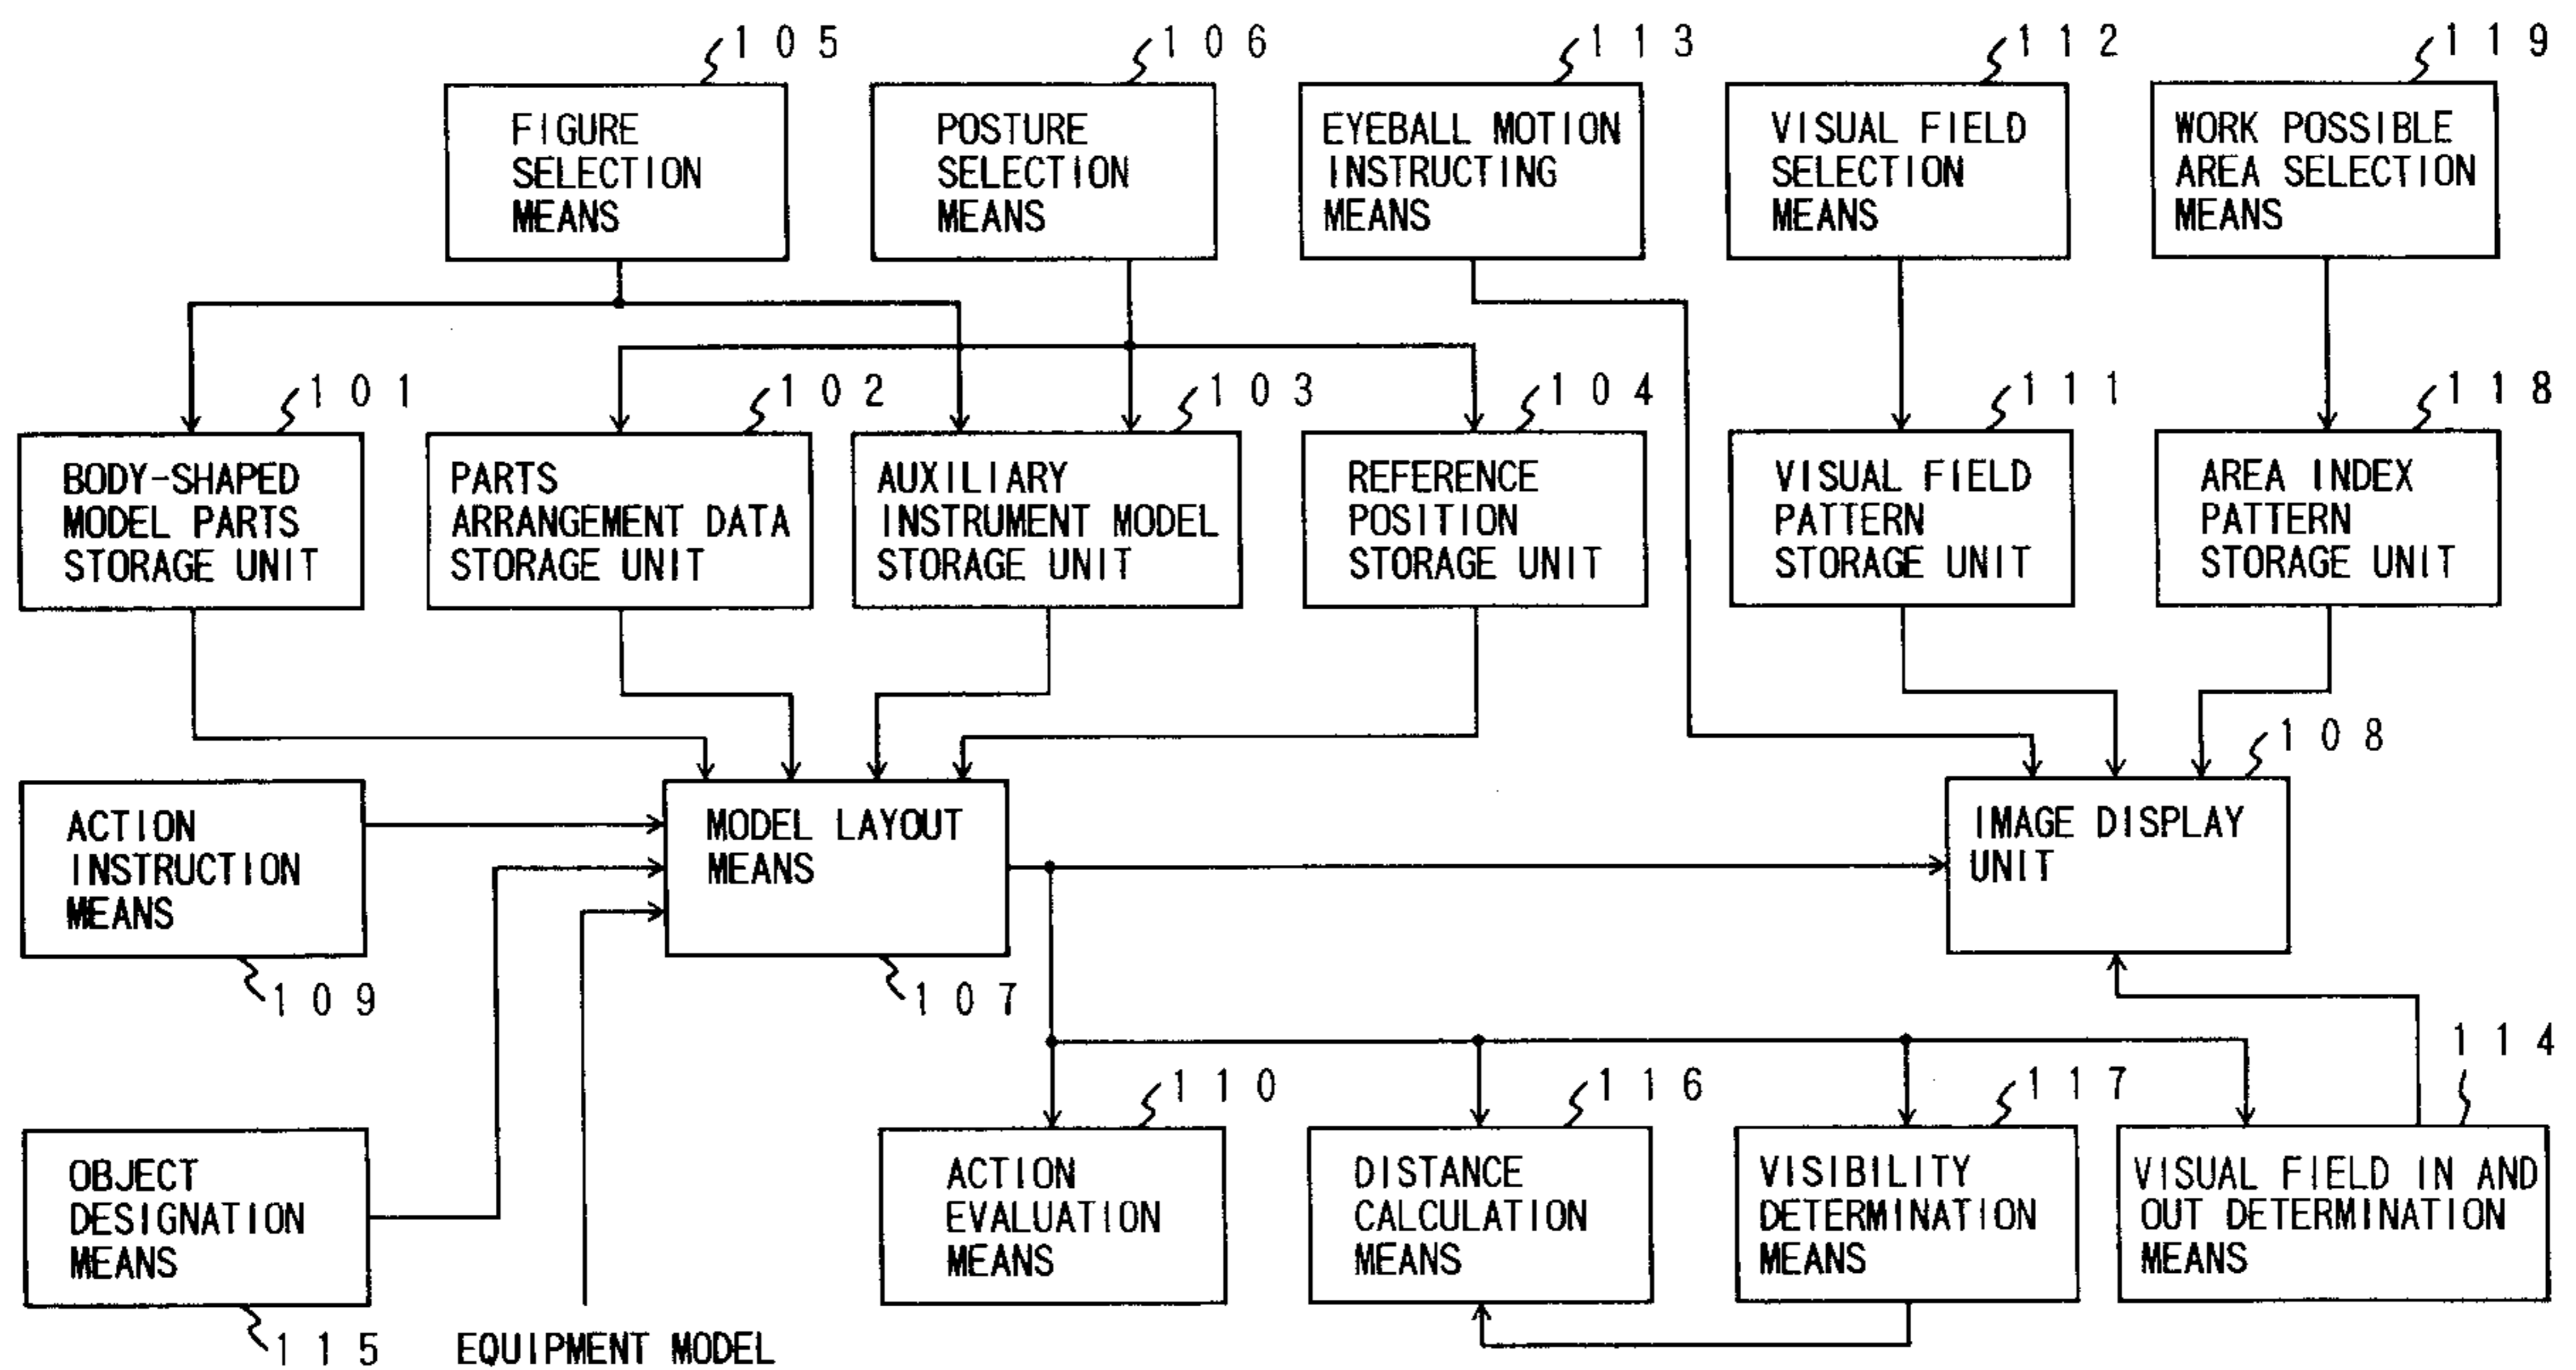 105
FIGURE
SELECTION
MEANS
106
POSTURE
SELECTION
MEANS
113
EYEBALL MOTION
INSTRUCTING
MEANS
112
VISUAL FIELD
SELECTION
MEANS
119
WORK POSSIBLE
AREA SELECTION
MEANS
101
BODY-SHAPED
MODEL PARTS
STORAGE UNIT
102
PARTS
ARRANGEMENT DATA
STORAGE UNIT
103
AUXILIARY
INSTRUMENT MODEL
STORAGE UNIT
104
REFERENCE
POSITION
STORAGE UNIT
111
VISUAL FIELD
PATTERN
STORAGE UNIT
118
AREA INDEX
PATTERN
STORAGE UNIT
ACTION
INSTRUCTION
MEANS
109
MODEL LAYOUT
MEANS
107
108
IMAGE DISPLAY
UNIT
OBJECT
DESIGNATION
MEANS
115
EQUIPMENT MODEL
110
ACTION
EVALUATION
MEANS
116
DISTANCE
CALCULATION
MEANS
117
VISIBILITY
DETERMINATION
MEANS
114
VISUAL FIELD IN AND
OUT DETERMINATION
MEANS